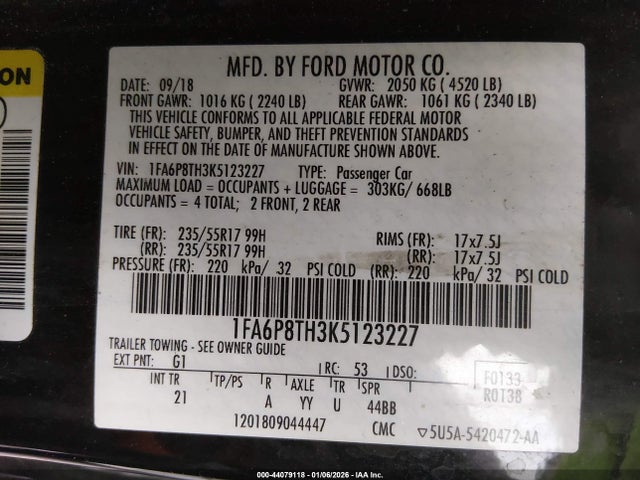 ON
MFD. BY FORD MOTOR CO.
DATE: 09/18 GVWR: 2050 KG ( 4520 LB)
FRONT GAWR: 1016 KG ( 2240 LB) REAR GAWR: 1061 KG ( 2340 LB)
THIS VEHICLE CONFORMS TO ALL APPLICABLE FEDERAL MOTOR
VEHICLE SAFETY, BUMPER, AND THEFT PREVENTION STANDARDS
IN EFFECT ON THE DATE OF MANUFACTURE SHOWN ABOVE.
VIN: 1FA6P8TH3K5123227 TYPE: Passenger Car
MAXIMUM LOAD = OCCUPANTS + LUGGAGE = 303KG/ 668LB
OCCUPANTS = 4 TOTAL; 2 FRONT, 2 REAR
TIRE (FR): 235/55R17 99H RIMS (FR): 17x7.5J
(RR): 235/55R17 99H (RR): 17x7.5J
PRESSURE (FR): 220 kPa/ 32 PSI COLD (RR): 220 kPa/ 32 PSI COLD
1FA6P8TH3K5123227
TRAILER TOWING - SEE OWNER GUIDE
EXT PNT: G1 RC: 53 DSO: F0133
R0138
INT TR TP/PS R AXLE TR SPR
21 A YY U 44BB
1201809044447 CMC ▽5U5A-5420472-AA
000-44079118 - 01/06/2026 - IAA Inc.